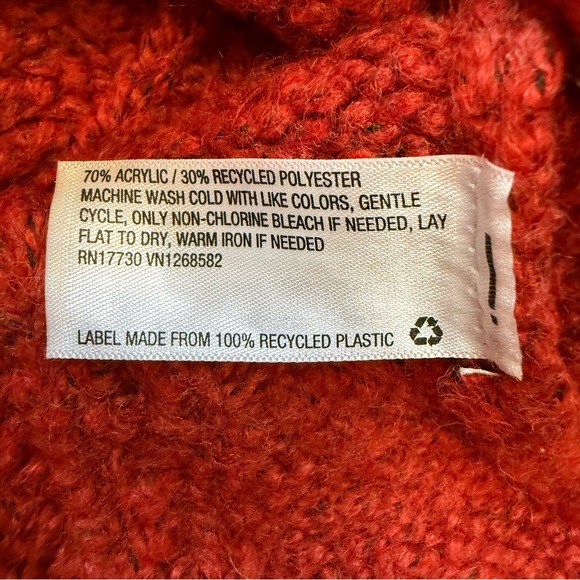 70% ACRYLIC / 30% RECYCLED POLYESTER
MACHINE WASH COLD WITH LIKE COLORS, GENTLE
CYCLE, ONLY NON-CHLORINE BLEACH IF NEEDED, LAY
FLAT TO DRY, WARM IRON IF NEEDED
RN17730 VN1268582
LABEL MADE FROM 100% RECYCLED PLASTIC